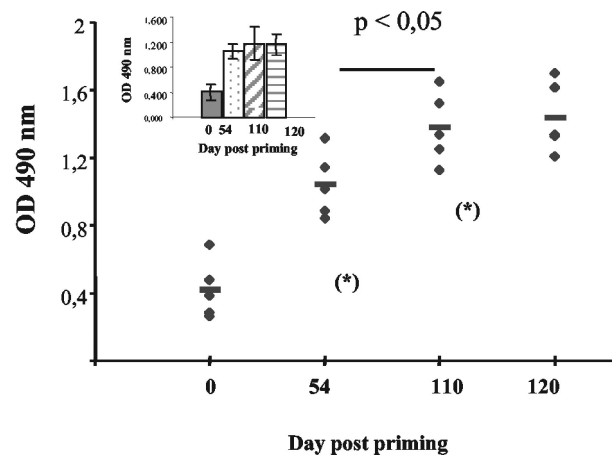 p < 0,05
2
1,6
1,2
0,8
0,4
OD 490 nm
1,600
1,200
0,800
0,400
0,000
OD 490 nm
0 54 110 120
Day post priming
(*)
(*)
0 54 110 120
Day post priming